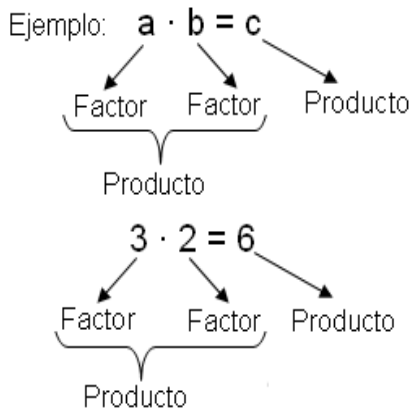 Ejemplo: a · b = c
Factor Factor Producto
Producto
3 · 2 = 6
Factor Factor Producto
Producto